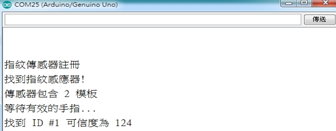 COM25 (Arduino/Genuino Uno)
傳送
指紋傳感器註冊
找到指紋感應器!
傳感器包含 2 模板
等待有效的手指...
找到 ID #1 可信度為 124